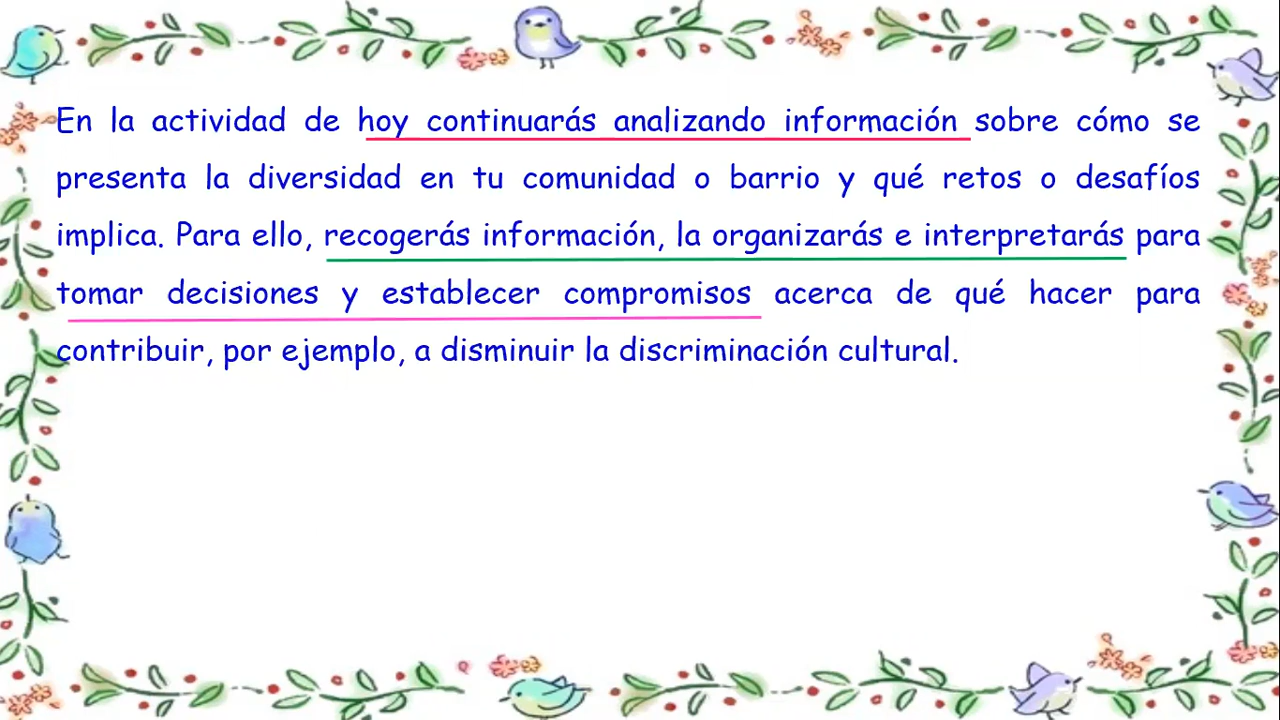 En la actividad de hoy continuarás analizando información sobre cómo se
presenta la diversidad en tu comunidad o barrio y qué retos o desafíos
implica. Para ello, recogerás información, la organizarás e interpretarás para
tomar decisiones y establecer compromisos acerca de qué hacer para
contribuir, por ejemplo, a disminuir la discriminación cultural.